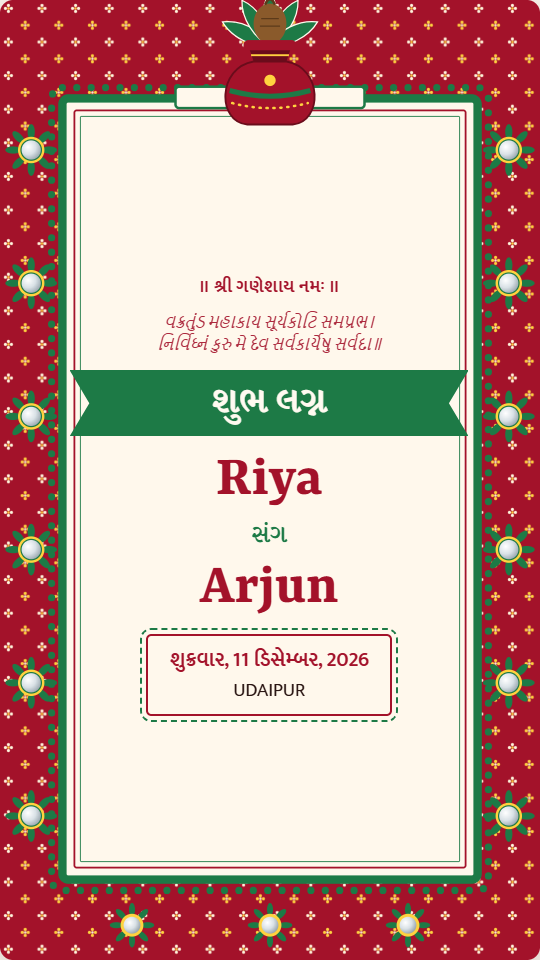 ॥ શ્રી ગણેશાય નમઃ ॥
વક્રતુંડ મહાકાય સૂર્યકોટિ સમપ્રભ।
નિર્વિઘ્નં કુરુ મે દેવ સર્વકાર્યેષુ સર્વદા॥
શુભ લગ્ન
Riya
સંગ
Arjun
શુક્રવાર, 11 ડિસેમ્બર, 2026
UDAIPUR